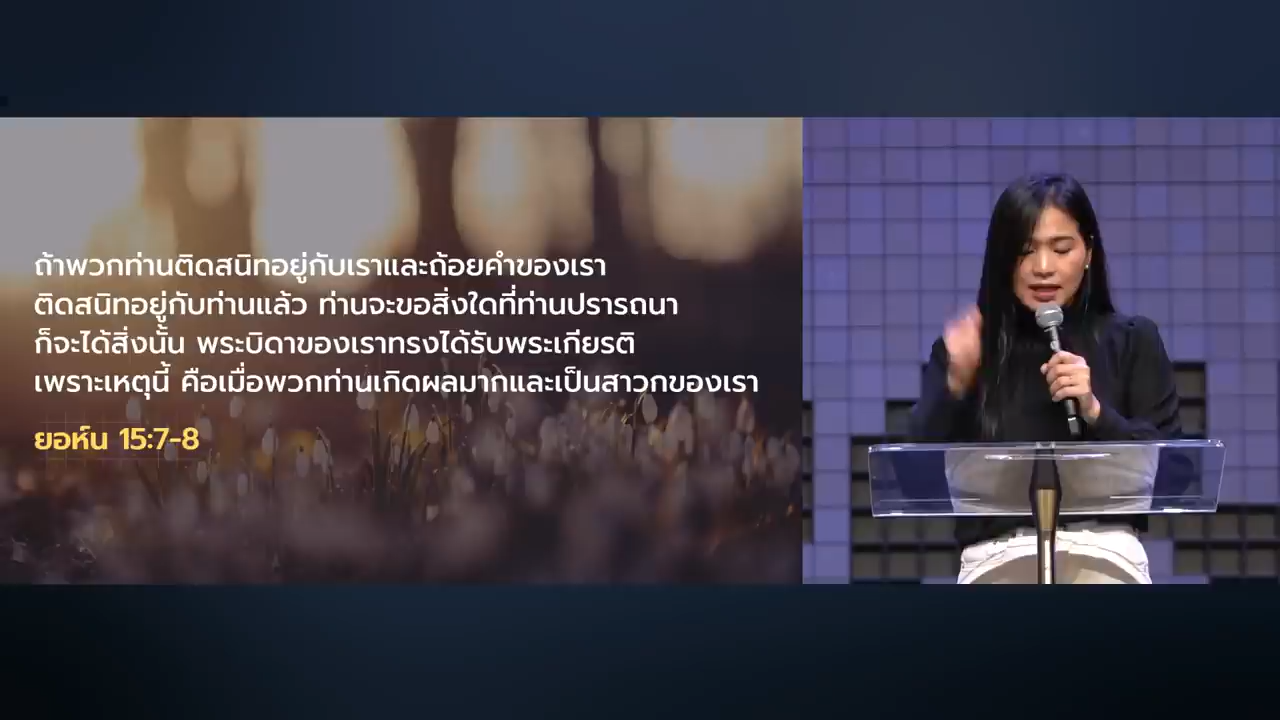 ถ้าพวกท่านติดสนิทอยู่กับเราและถ้อยคำของเรา
ติดสนิทอยู่กับท่านแล้ว ท่านจะขอสิ่งใดที่ท่านปรารถนา
ก็จะได้สิ่งนั้น พระบิดาของเราทรงได้รับพระเกียรติ
เพราะเหตุนี้ คือเมื่อพวกท่านเกิดผลมากและเป็นสาวกของเรา
ยอห์น 15:7-8